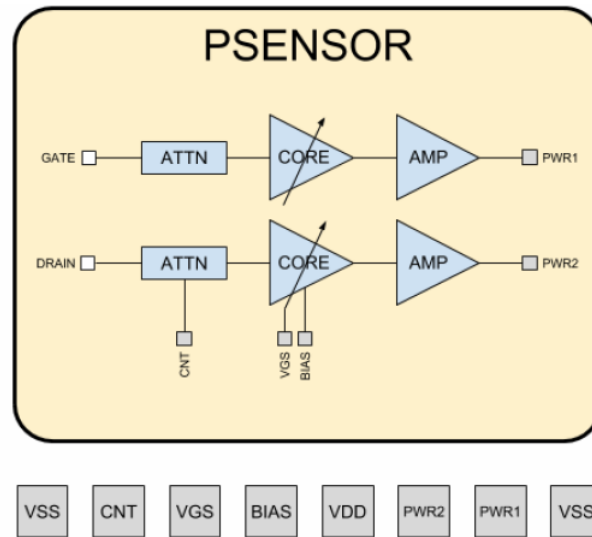 PSENSOR
GATE ATTN CORE AMP PWR1
DRAIN ATTN CORE AMP PWR2
CNT VGS BIAS
VSS CNT VGS BIAS VDD PWR2 PWR1 VSS